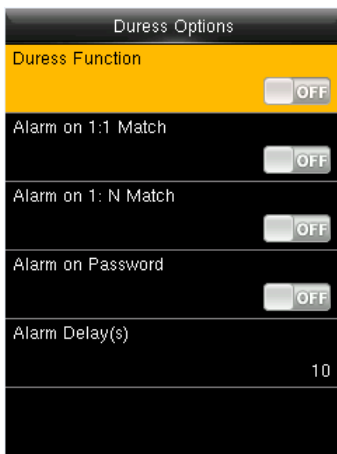 Duress Options
Duress Function
OFF
Alarm on 1:1 Match
OFF
Alarm on 1: N Match
OFF
Alarm on Password
OFF
Alarm Delay(s)
10